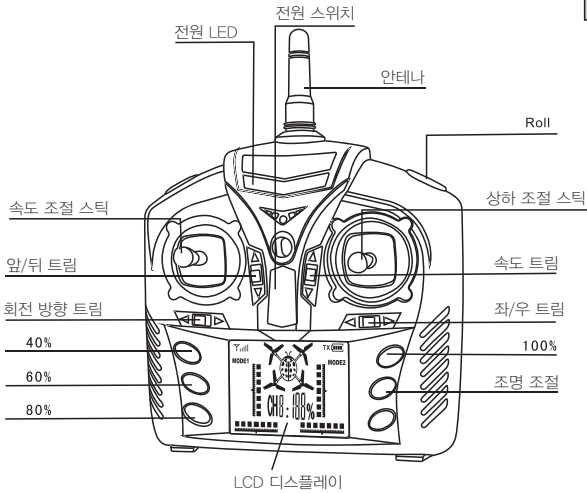 전원 스위치
전원 LED
안테나
Roll
속도 조절 스틱
상하 조절 스틱
앞/뒤 트림
속도 트림
회전 방향 트림
좌/우 트림
40%
100%
60%
조명 조절
80%
TX
MODE1
MODE2
LCD 디스플레이